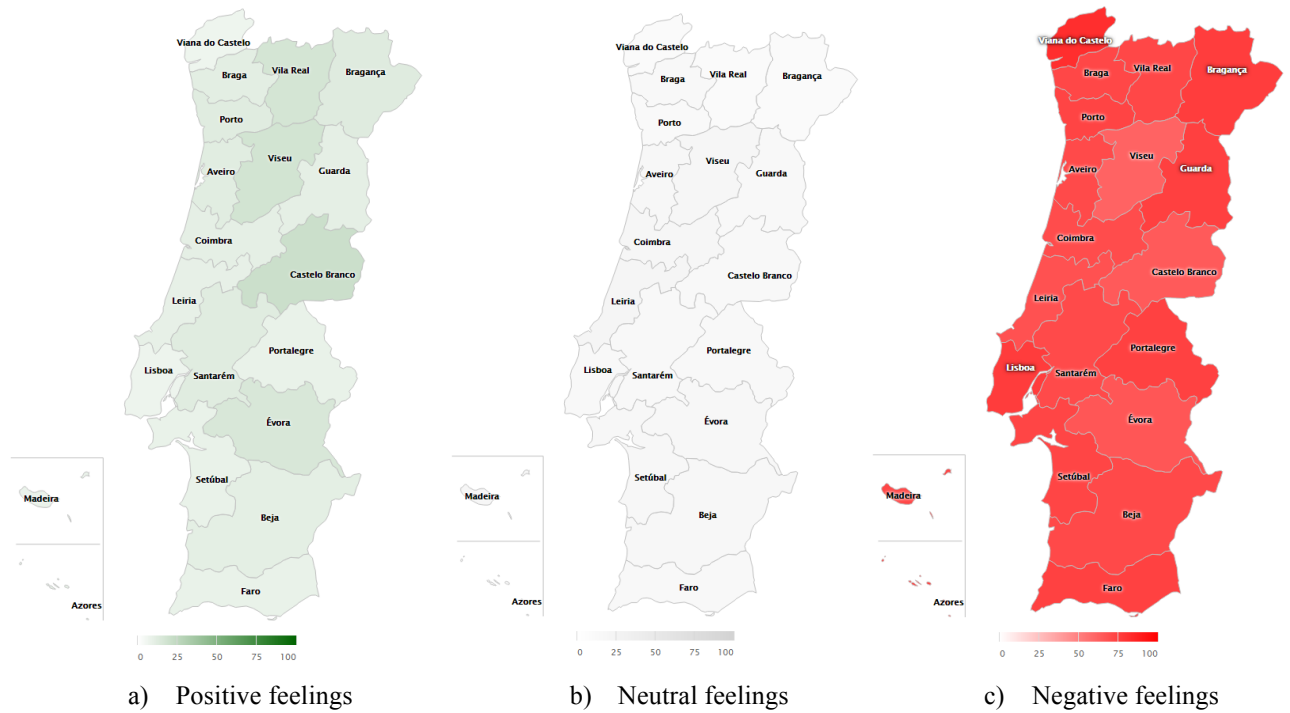 Viana do Castelo
Braga
Vila Real
Bragança
Porto
Aveiro
Viseu
Guarda
Coimbra
Castelo Branco
Leiria
Portalegre
Lisboa
Santarém
Évora
Setúbal
Madeira
Beja
Faro
Azores
0 25 50 75 100
a) Positive feelings
Viana do Castelo
Braga
Vila Real
Bragança
Porto
Aveiro
Viseu
Guarda
Coimbra
Castelo Branco
Leiria
Portalegre
Lisboa
Santarém
Évora
Setúbal
Madeira
Beja
Faro
Azores
0 25 50 75 100
b) Neutral feelings
Viana do Castelo
Braga
Vila Real
Bragança
Porto
Aveiro
Viseu
Guarda
Coimbra
Castelo Branco
Leiria
Portalegre
Lisboa
Santarém
Évora
Setúbal
Madeira
Beja
Faro
Azores
0 25 50 75 100
c) Negative feelings